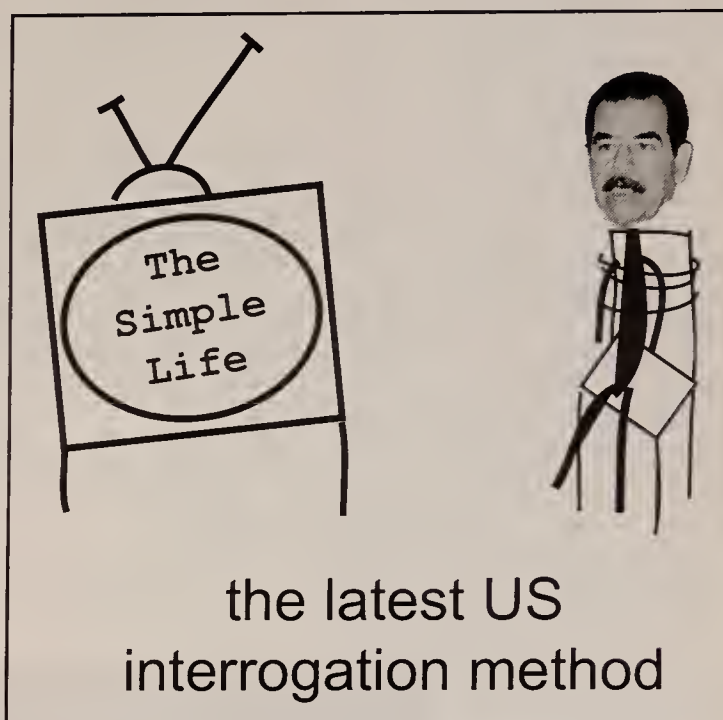 The
Simple
Life
the latest US
interrogation method